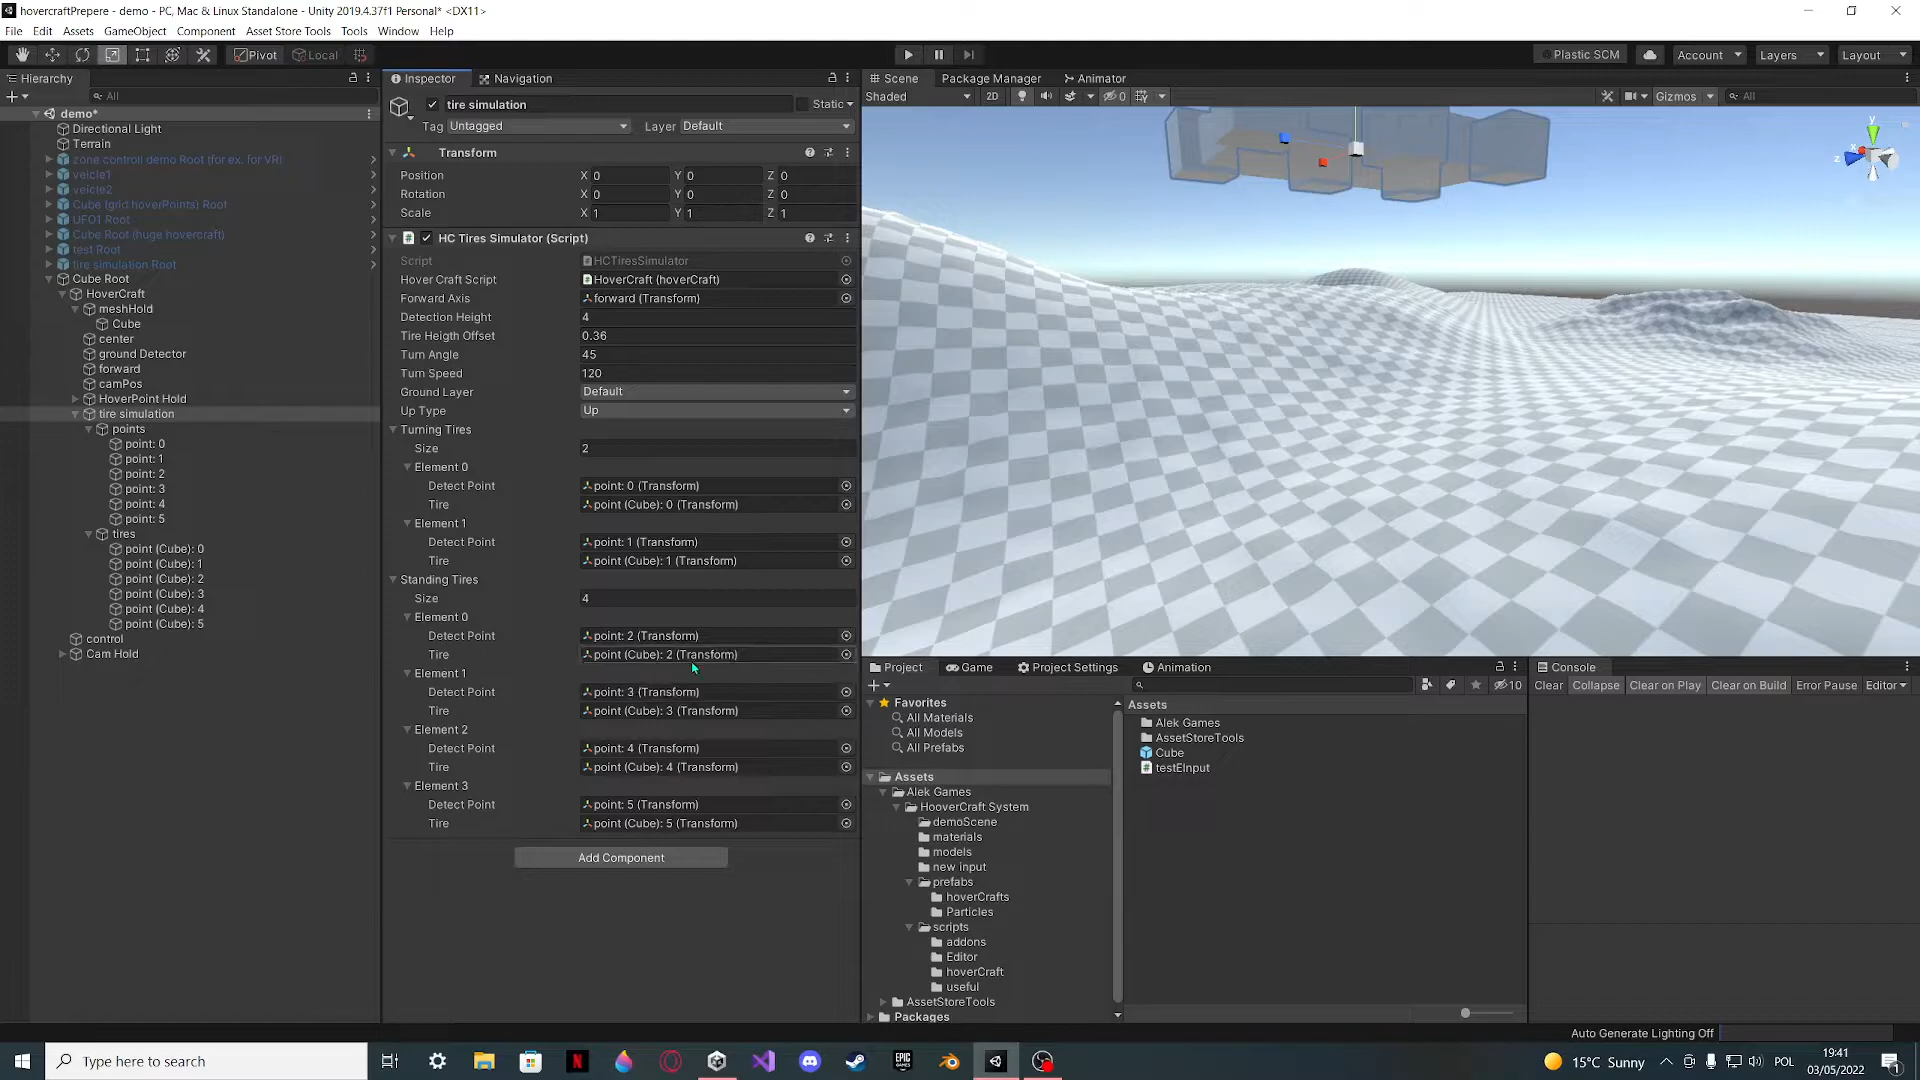 hovercraftPrepere - demo - PC, Mac & Linux Standalone - Unity 2019.4.37f1 Personal* <DX11>
File Edit Assets GameObject Component Asset Store Tools Tools Window Help
Pivot Local Plastic SCM Account Layers Layout
Hierarchy
All
demo*
Directional Light
Terrain
zone controll demo Root (for ex. for VR)
veicle1
veicle2
Cube (grid hoverPoints) Root
UFO1 Root
Cube Root (huge hovercraft)
test Root
tire simulation Root
Cube Root
HoverCraft
meshHold
Cube
center
ground Detector
forward
camPos
HoverPoint Hold
tire simulation
points
point: 0
point: 1
point: 2
point: 3
point: 4
point: 5
tires
point (Cube): 0
point (Cube): 1
point (Cube): 2
point (Cube): 3
point (Cube): 4
point (Cube): 5
control
Cam Hold
Inspector Navigation
tire simulation Static
Tag Untagged Layer Default
Transform
Position X 0 Y 0 Z 0
Rotation X 0 Y 0 Z 0
Scale X 1 Y 1 Z 1
HC Tires Simulator (Script)
Script HCTiresSimulator
Hover Craft Script HoverCraft (hoverCraft)
Forward Axis forward (Transform)
Detection Height 4
Tire Heigth Offset 0.36
Turn Angle 45
Turn Speed 120
Ground Layer Default
Up Type Up
Turning Tires
Size 2
Element 0
Detect Point point: 0 (Transform)
Tire point (Cube): 0 (Transform)
Element 1
Detect Point point: 1 (Transform)
Tire point (Cube): 1 (Transform)
Standing Tires
Size 4
Element 0
Detect Point point: 2 (Transform)
Tire point (Cube): 2 (Transform)
Element 1
Detect Point point: 3 (Transform)
Tire point (Cube): 3 (Transform)
Element 2
Detect Point point: 4 (Transform)
Tire point (Cube): 4 (Transform)
Element 3
Detect Point point: 5 (Transform)
Tire point (Cube): 5 (Transform)
Add Component
Scene Package Manager Animator
Shaded 2D 0 Gizmos All
y
x
z
Project Game Project Settings Animation
10
Favorites
All Materials
All Models
All Prefabs
Assets
Alek Games
HooverCraft System
demoScene
materials
models
new input
prefabs
hoverCrafts
Particles
scripts
addons
Editor
hoverCraft
useful
AssetStoreTools
Packages
Assets
Alek Games
AssetStoreTools
Cube
testEInput
Console
Clear Collapse Clear on Play Clear on Build Error Pause Editor
Auto Generate Lighting Off
Type here to search
EPIC GAMES
15°C Sunny POL
19:41
03/05/2022
1